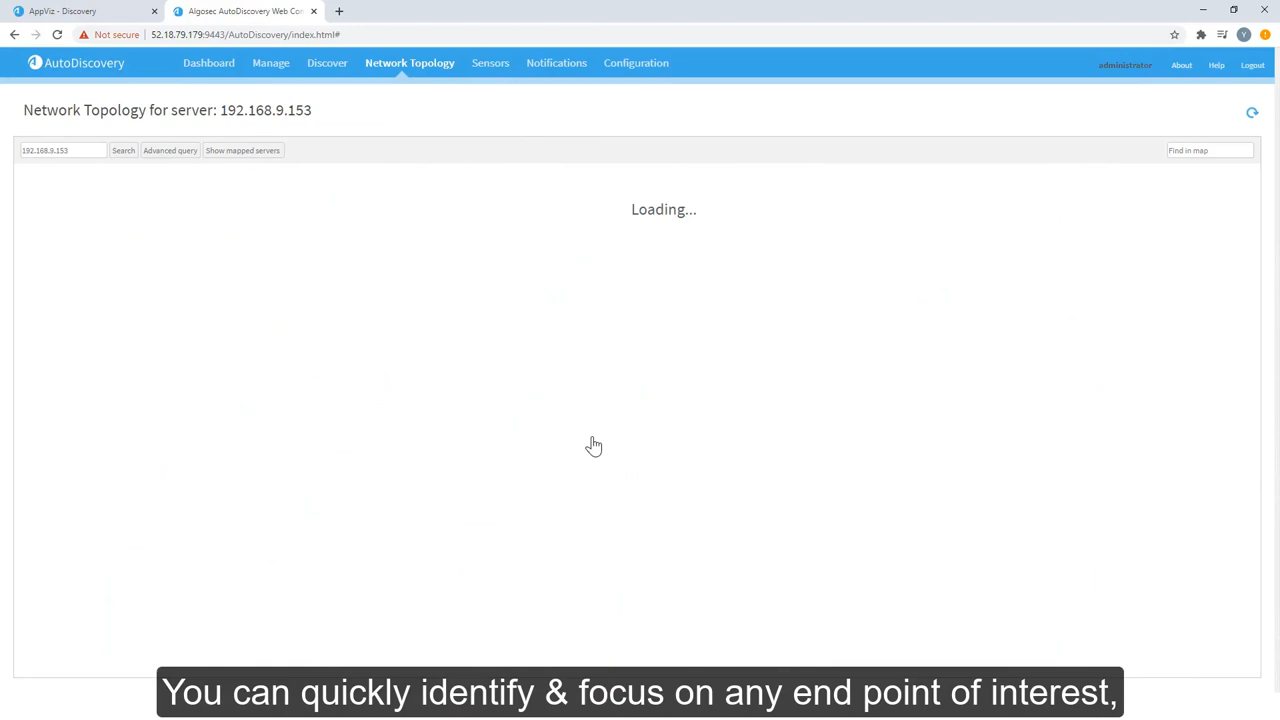 AppViz - Discovery
Algosec AutoDiscovery Web Con
Not secure 52.18.79.179:9443/AutoDiscovery/index.html#
Y
AutoDiscovery Dashboard Manage Discover Network Topology Sensors Notifications Configuration administrator About Help Logout
Network Topology for server: 192.168.9.153
192.168.9.153 Search Advanced query Show mapped servers Find in map
Loading...
You can quickly identify & focus on any end point of interest,